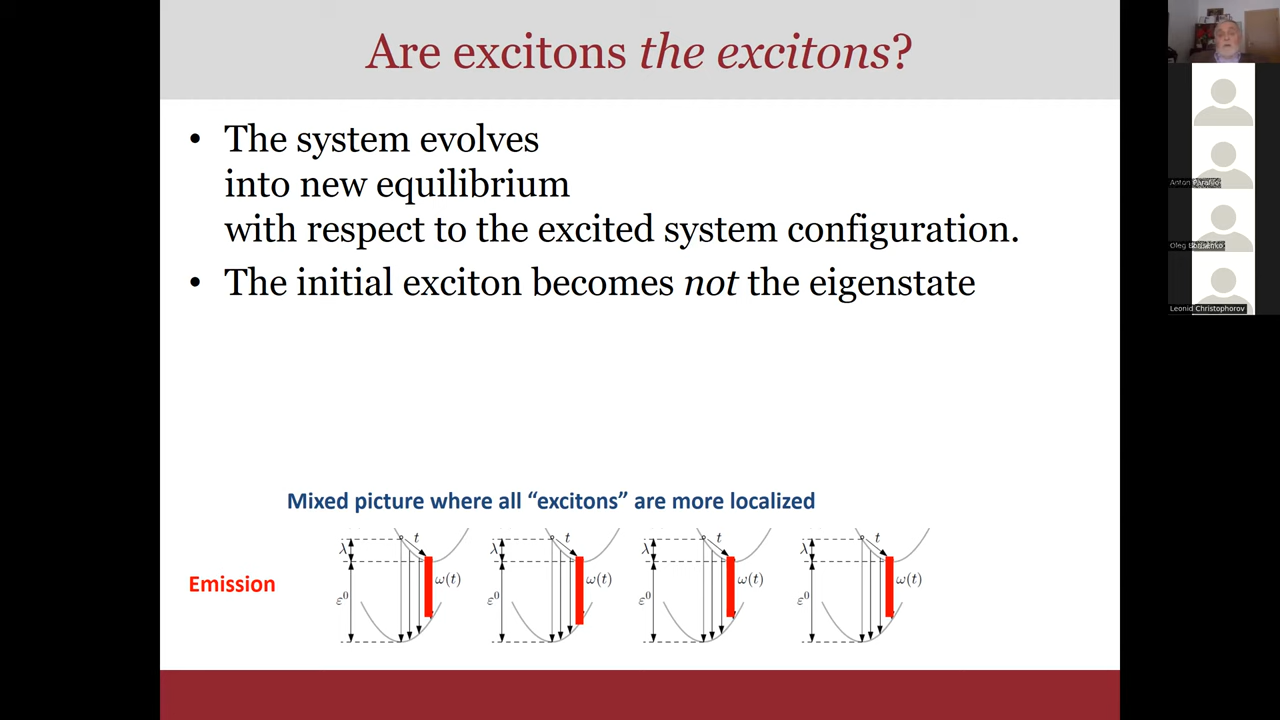 Are excitons the excitons?
• The system evolves
into new equilibrium
with respect to the excited system configuration.
• The initial exciton becomes not the eigenstate
Mixed picture where all “excitons” are more localized
t t t t
λ λ λ λ
Emission
ω(t) ω(t) ω(t) ω(t)
ε⁰ ε⁰ ε⁰ ε⁰
Anton
Oleg
Leonid Christophorov